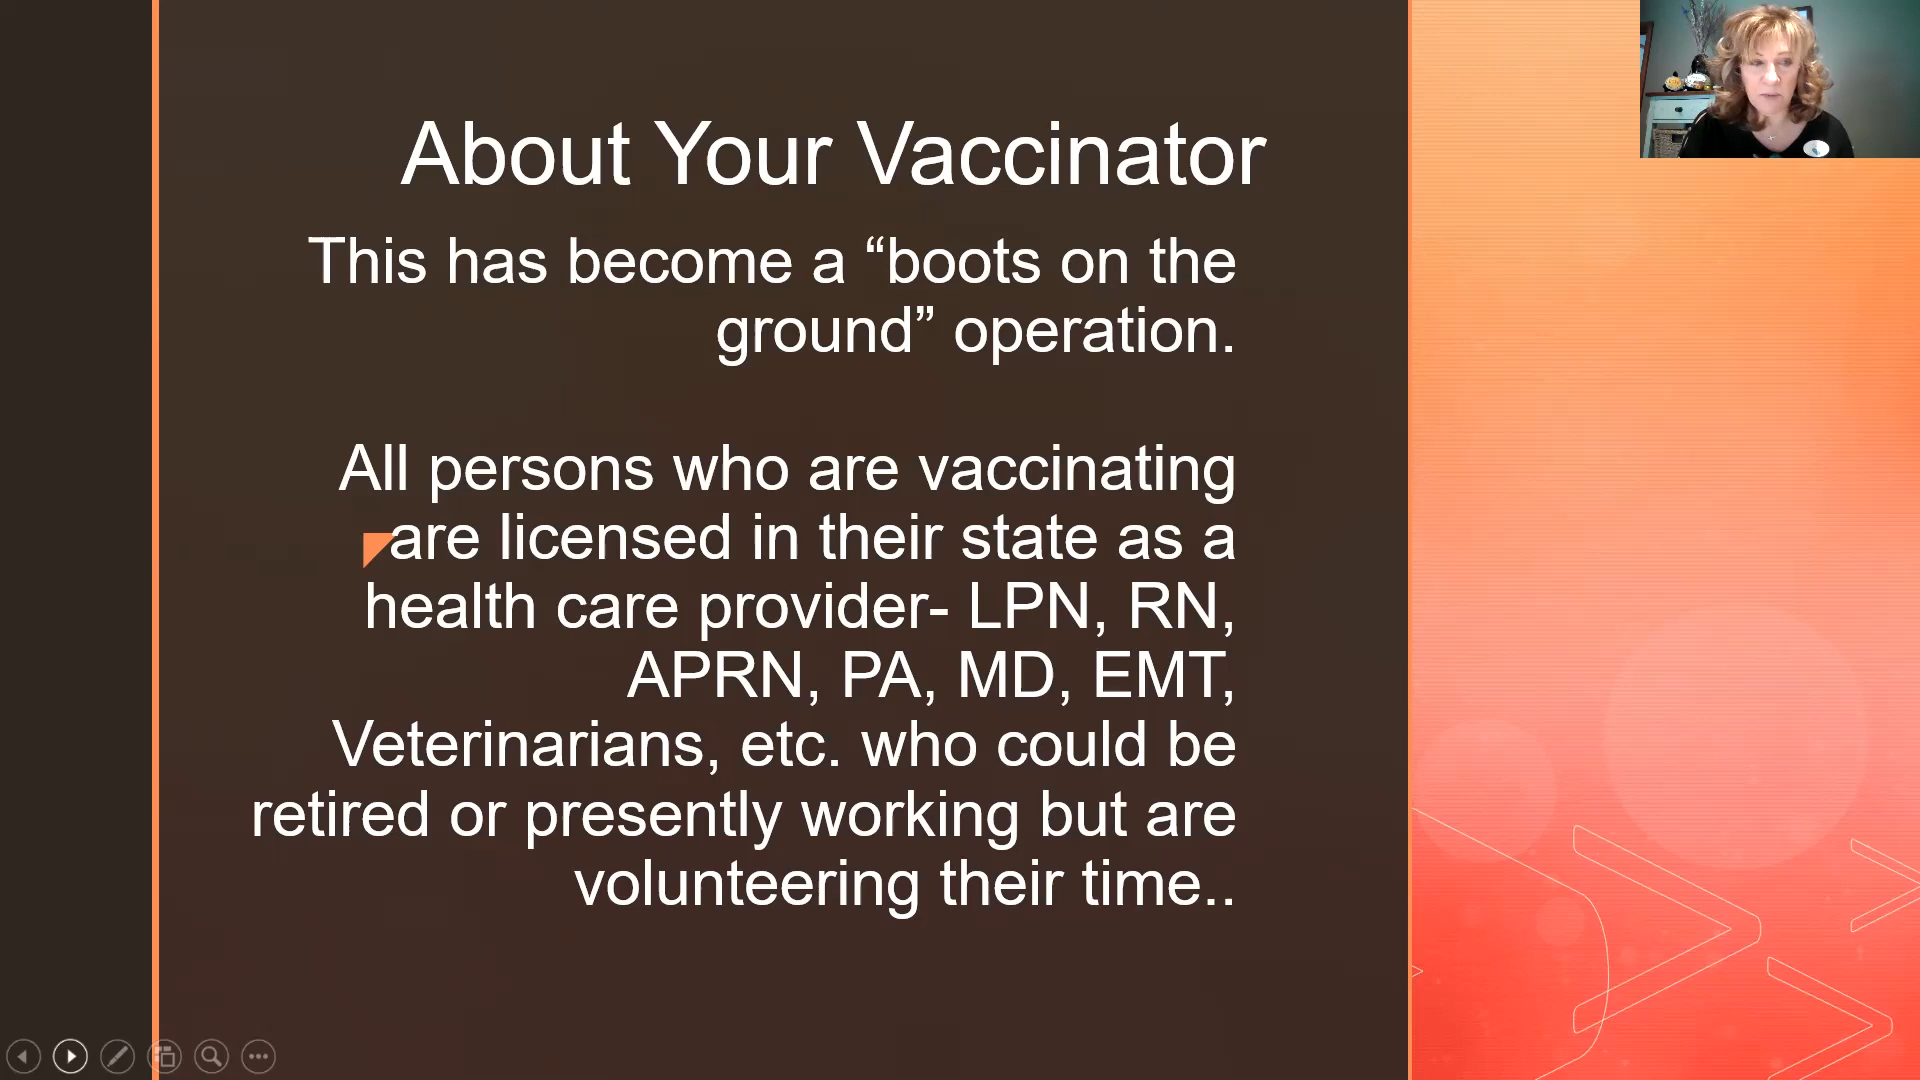 About Your Vaccinator
This has become a “boots on the
ground” operation.
All persons who are vaccinating
are licensed in their state as a
health care provider- LPN, RN,
APRN, PA, MD, EMT,
Veterinarians, etc. who could be
retired or presently working but are
volunteering their time..